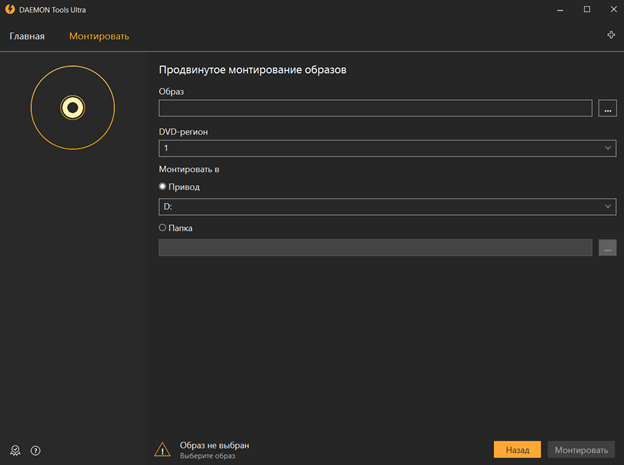 DAEMON Tools Ultra
Главная Монтировать
Продвинутое монтирование образов
Образ
...
DVD-регион
1
Монтировать в
Привод
D:
Папка
...
Образ не выбран
Выберите образ
Назад Монтировать